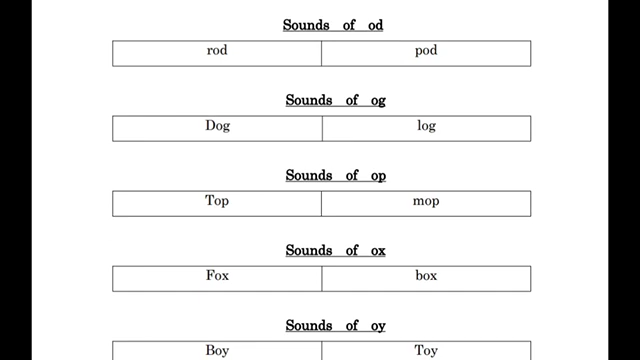 Sounds of od
rod pod
Sounds of og
Dog log
Sounds of op
Top mop
Sounds of ox
Fox box
Sounds of oy
Boy Toy